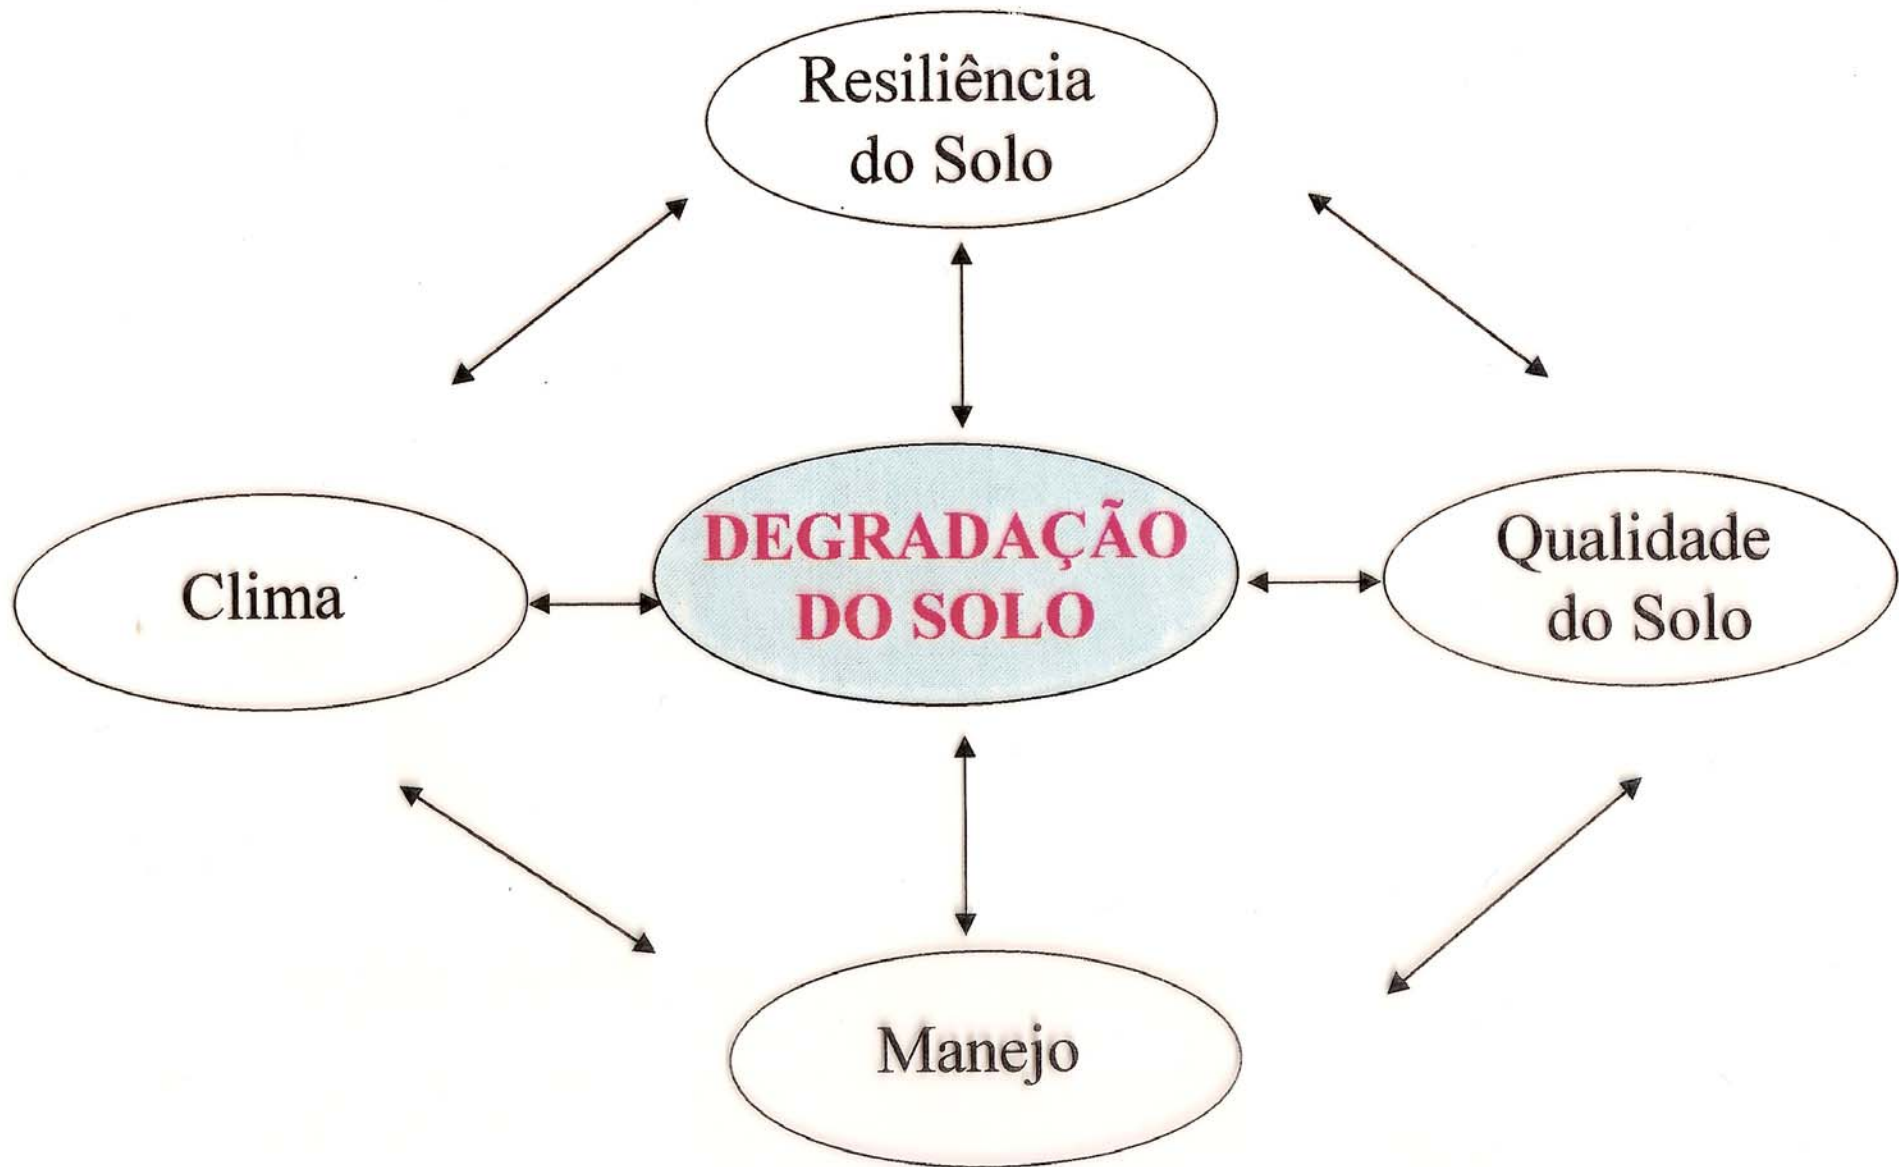 Resiliência
do Solo
Clima
DEGRADAÇÃO
DO SOLO
Qualidade
do Solo
Manejo